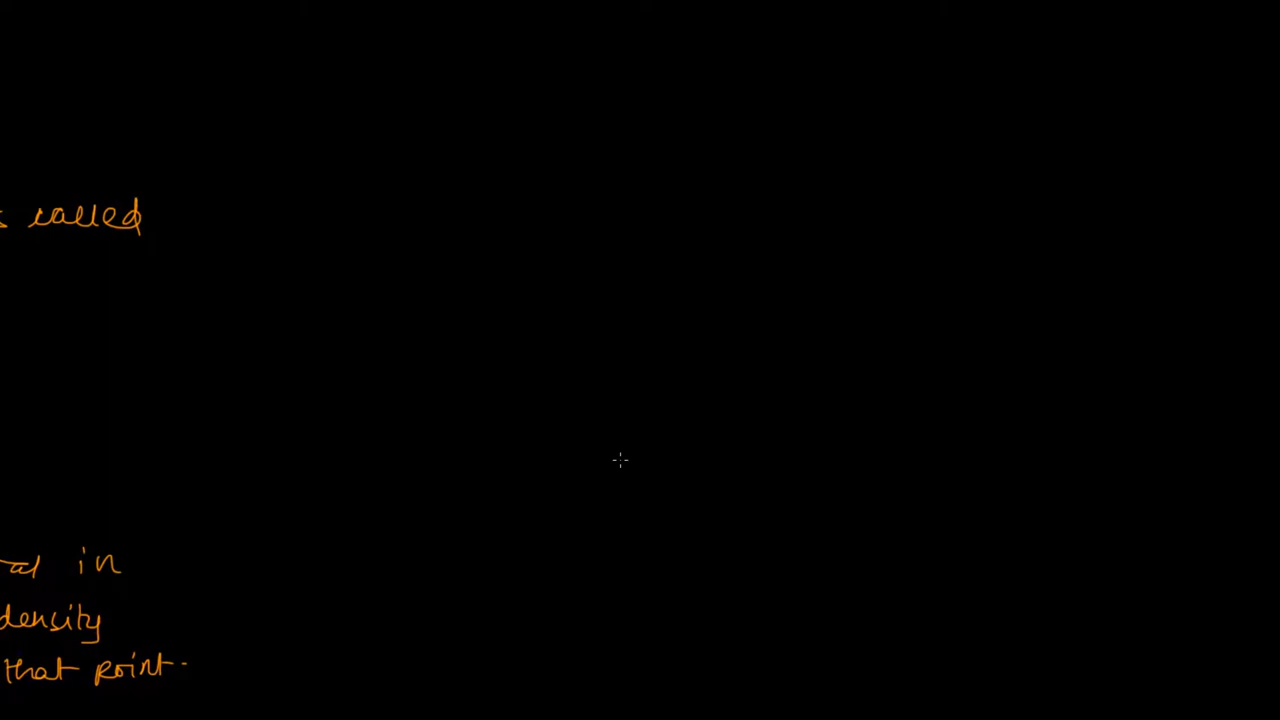 called
in
density
that point.